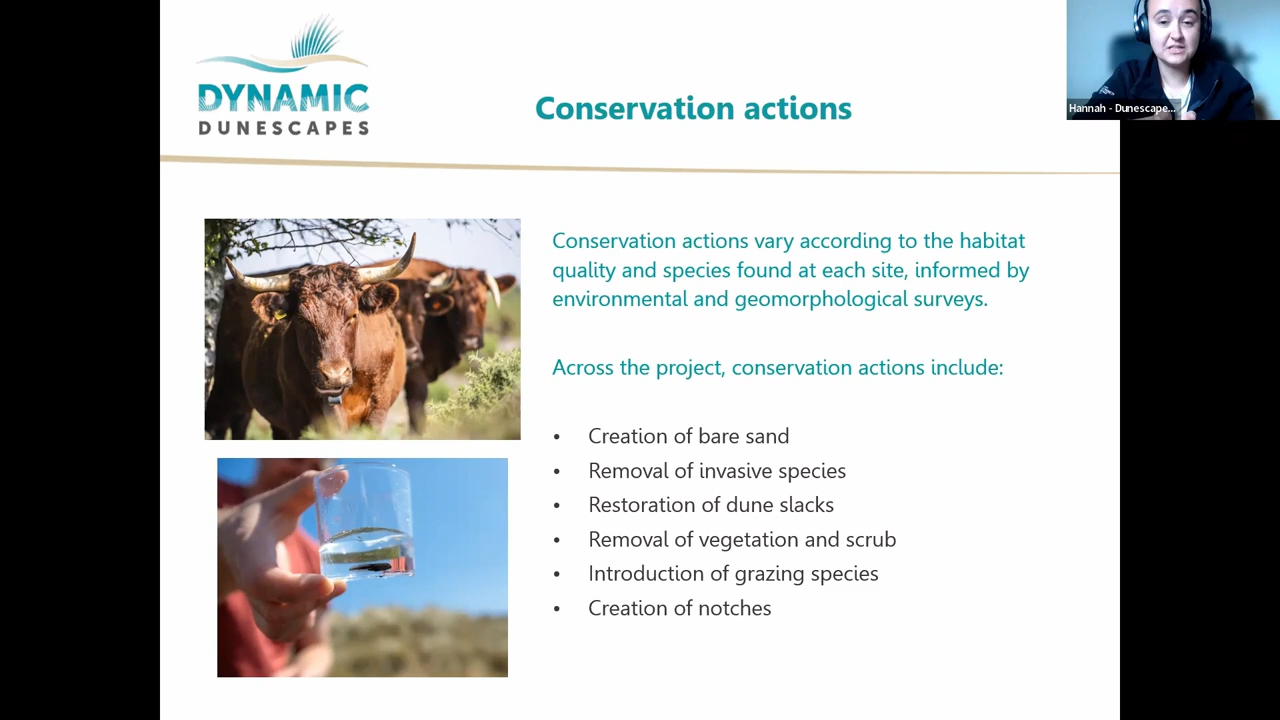 DYNAMIC
DUNESCAPES
Conservation actions
Hannah - Dunescape...
Conservation actions vary according to the habitat
quality and species found at each site, informed by
environmental and geomorphological surveys.
Across the project, conservation actions include:
• Creation of bare sand
• Removal of invasive species
• Restoration of dune slacks
• Removal of vegetation and scrub
• Introduction of grazing species
• Creation of notches